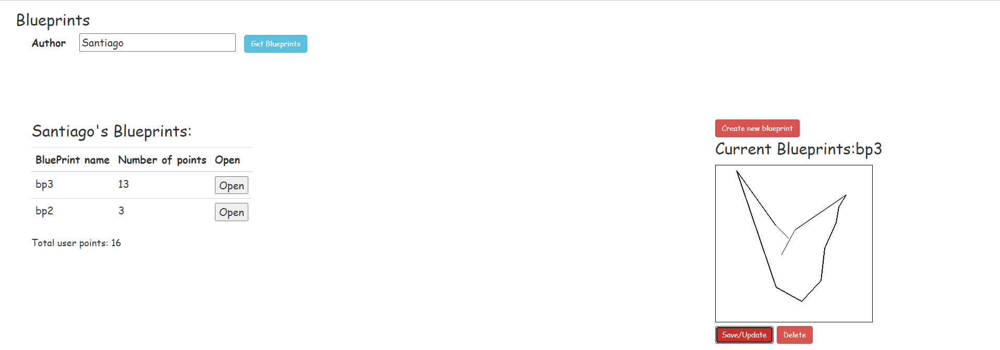 Blueprints
Author Santiago Get Blueprints
Santiago's Blueprints:
BluePrint name Number of points Open
bp3 13 Open
bp2 3 Open
Total user points: 16
Create new blueprint
Current Blueprints:bp3
Save/Update Delete